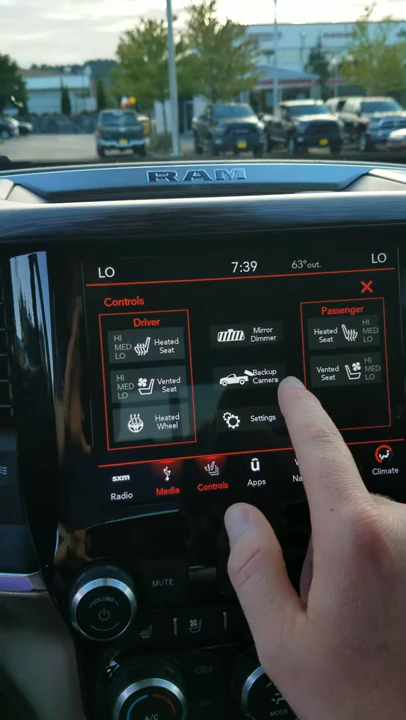 RAM
LO
7:39
63°out.
LO
Controls
Driver
HI
MED
LO
Heated
Seat
HI
MED
LO
Vented
Seat
Heated
Wheel
Mirror
Dimmer
Backup
Camera
Settings
Passenger
Heated
Seat
HI
MED
LO
Vented
Seat
HI
MED
LO
sxm
Radio
Media
Controls
Apps
Climate
VOLUME
MUTE
A/C
MODE